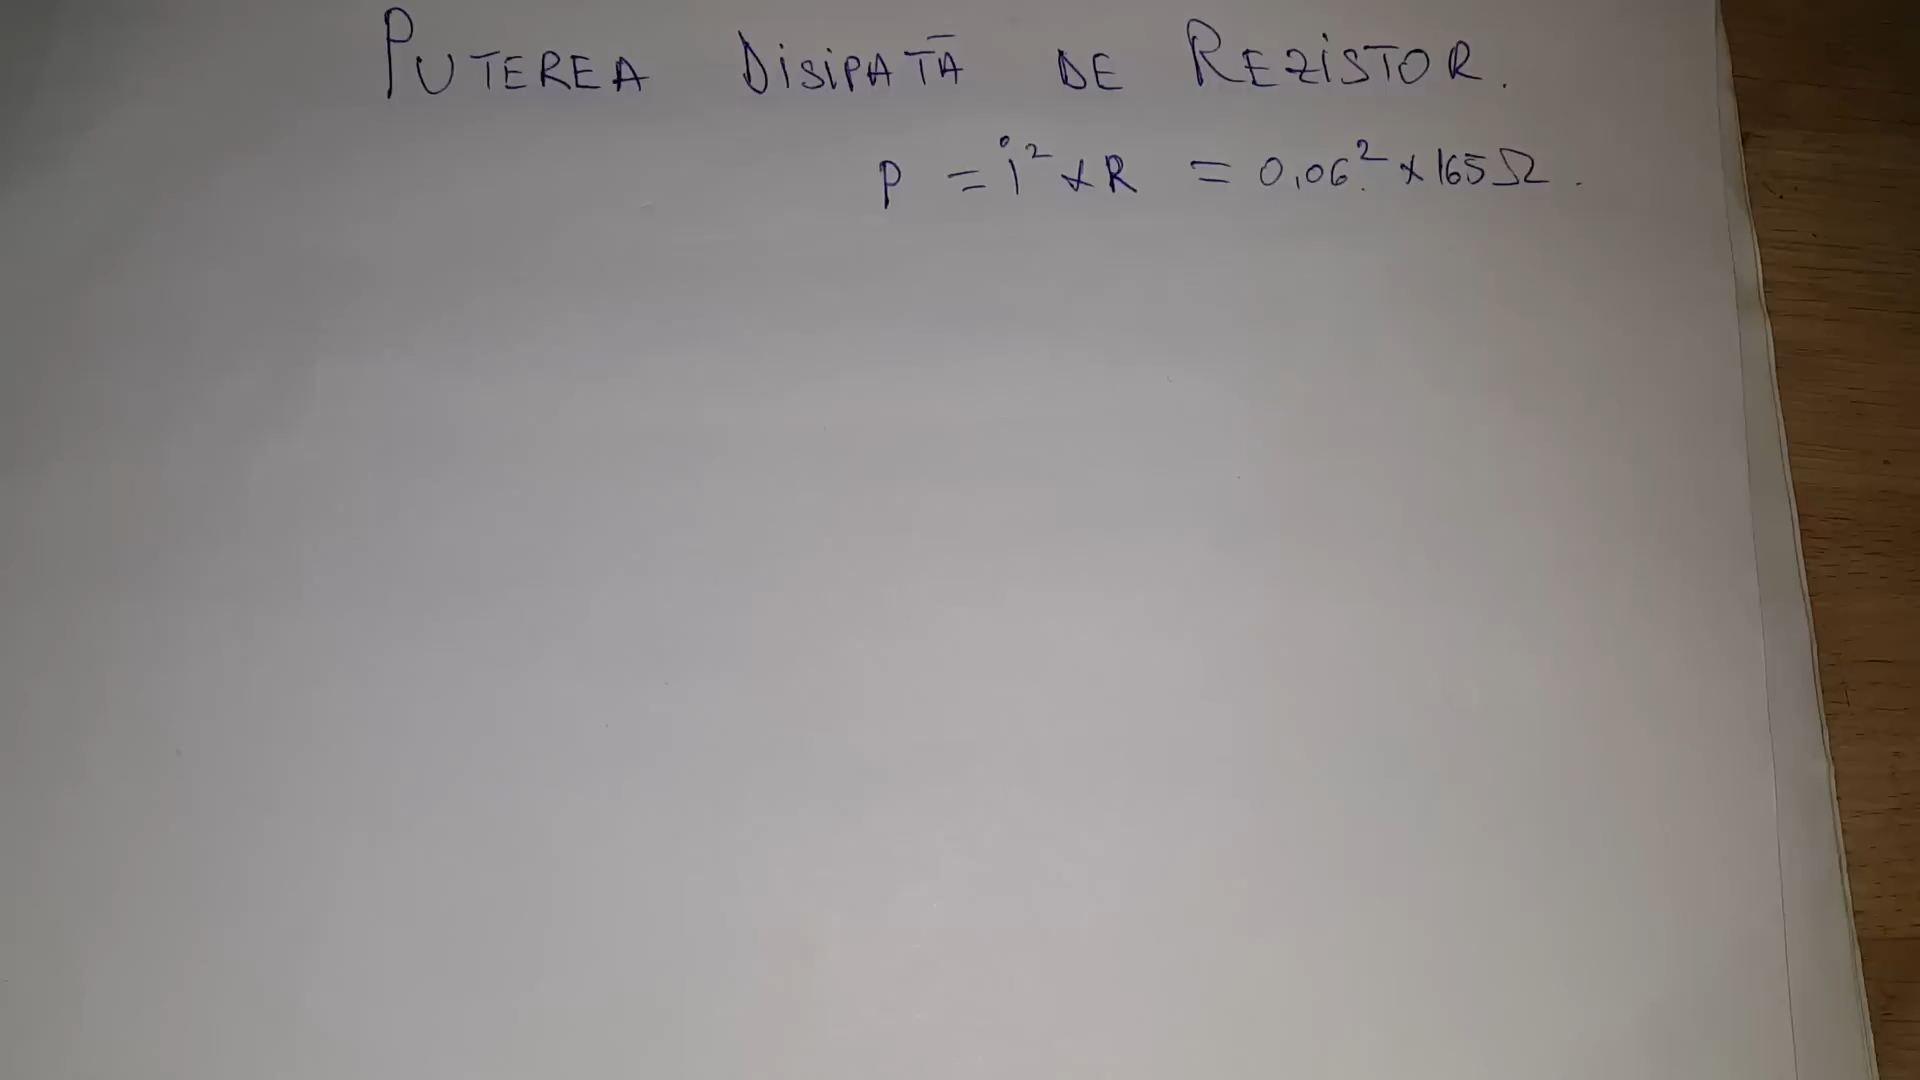 PUTEREA DISIPATĂ DE REZISTOR.
P = i² x R = 0,06² x 165Ω.